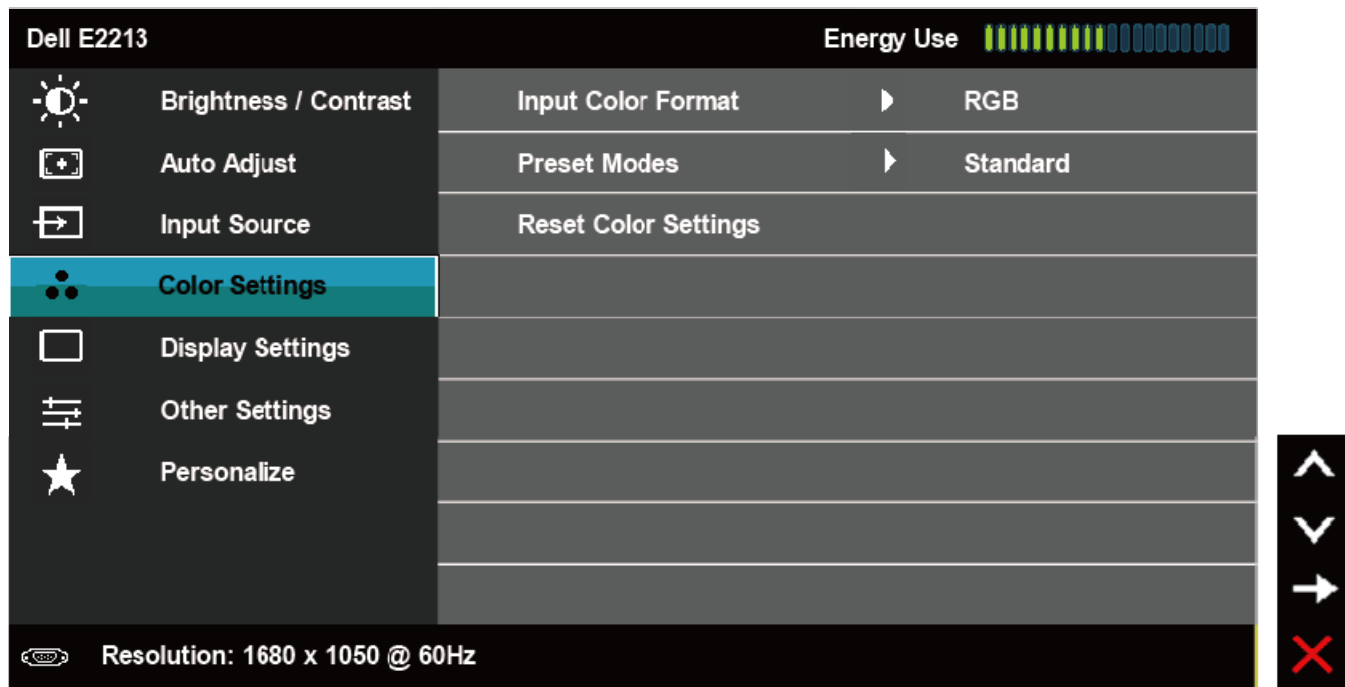 Dell E2213 Energy Use
Brightness / Contrast Input Color Format RGB
Auto Adjust Preset Modes Standard
Input Source Reset Color Settings
Color Settings
Display Settings
Other Settings
Personalize
Resolution: 1680 x 1050 @ 60Hz